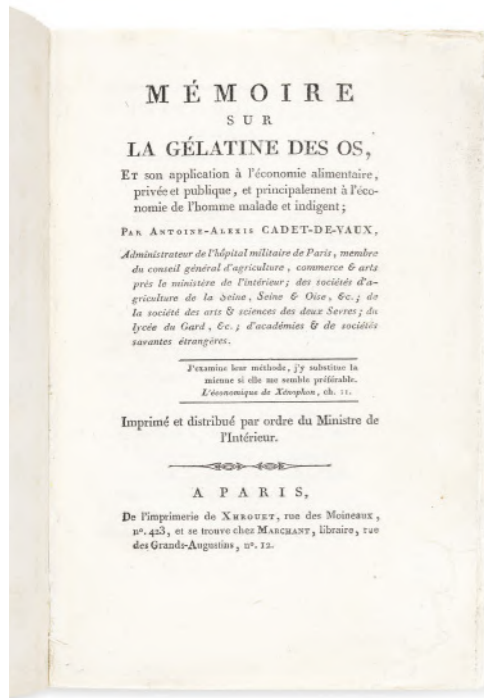 MÉMOIRE
SUR
LA GÉLATINE DES OS,
ET son application à l'économie alimentaire,
privée et publique, et principalement à l'éco-
nomie de l'homme malade et indigent ;
PAR ANTOINE-ALEXIS CADET-DE-VAUX,
Administrateur de l'hôpital militaire de Paris, membre
du conseil général d'agriculture, commerce & arts
près le ministère de l'intérieur ; des sociétés d'a-
griculture de la Seine, Seine & Oise, &c. ; de
la société des arts & sciences des deux Sevres ; du
lycée du Gard, &c. ; d'académies & de sociétés
savantes étrangères.
J'examine leur méthode, j'y substitue la
mienne si elle me semble préférable.
L'économique de Xénophon, ch. 11.
Imprimé et distribué par ordre du Ministre de
l'Intérieur.
A PARIS,
De l'imprimerie de XHROUET, rue des Moineaux,
nº. 423, et se trouve chez MARCHANT, libraire, rue
des Grands-Augustins, nº. 12.